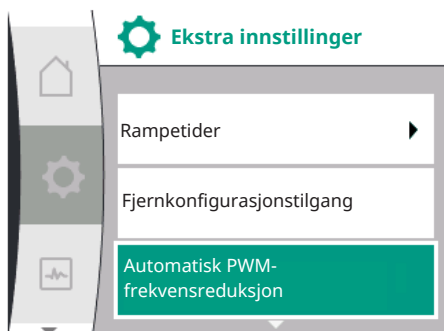 Ekstra innstillinger
Rampetider
Fjernkonfigurasjonstilgang
Automatisk PWM-
frekvensreduksjon